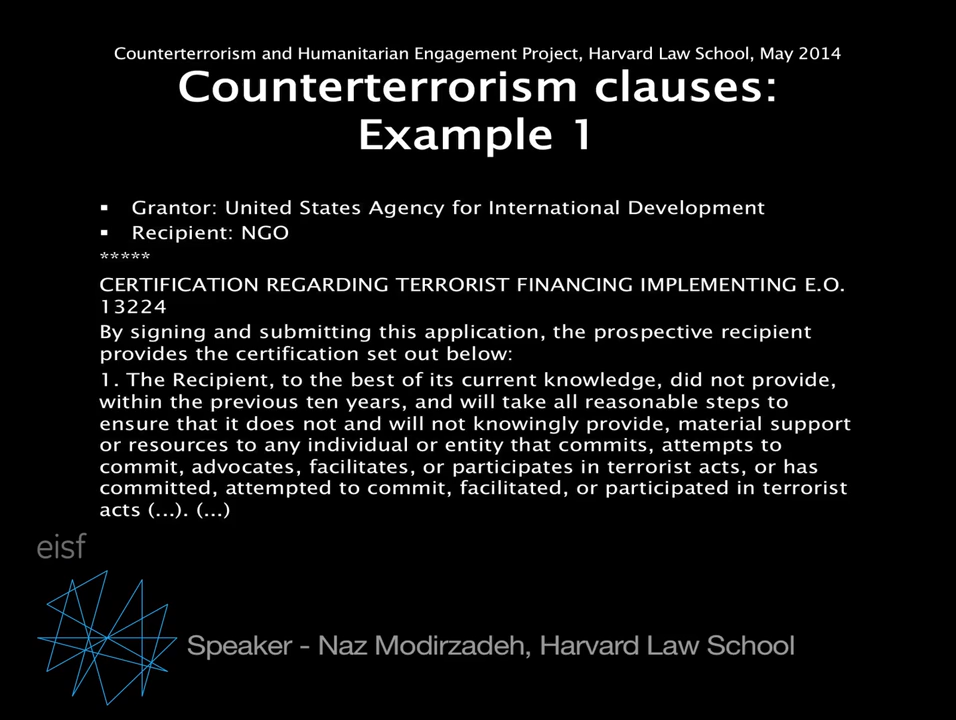 Counterterrorism and Humanitarian Engagement Project, Harvard Law School, May 2014
Counterterrorism clauses:
Example 1
▪ Grantor: United States Agency for International Development
▪ Recipient: NGO
*****
CERTIFICATION REGARDING TERRORIST FINANCING IMPLEMENTING E.O.
13224
By signing and submitting this application, the prospective recipient
provides the certification set out below:
1. The Recipient, to the best of its current knowledge, did not provide,
within the previous ten years, and will take all reasonable steps to
ensure that it does not and will not knowingly provide, material support
or resources to any individual or entity that commits, attempts to
commit, advocates, facilitates, or participates in terrorist acts, or has
committed, attempted to commit, facilitated, or participated in terrorist
acts (...). (...)
eisf
Speaker - Naz Modirzadeh, Harvard Law School